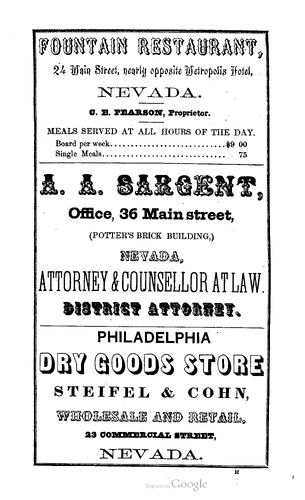 FOUNTAIN RESTAURANT,
24 Main Street, nearly opposite Metropolis Hotel,
NEVADA.
C. E. PEARSON, Proprietor.
MEALS SERVED AT ALL HOURS OF THE DAY.
Board per week..............................$9 00
Single Meals............................... 75
A. A. SARGENT,
Office, 36 Main street,
(POTTER'S BRICK BUILDING,)
NEVADA,
ATTORNEY & COUNSELLOR AT LAW.
DISTRICT ATTORNEY.
PHILADELPHIA
DRY GOODS STORE
STEIFEL & COHN,
WHOLESALE AND RETAIL,
23 COMMERCIAL STREET,
NEVADA.
H
Digitized by Google